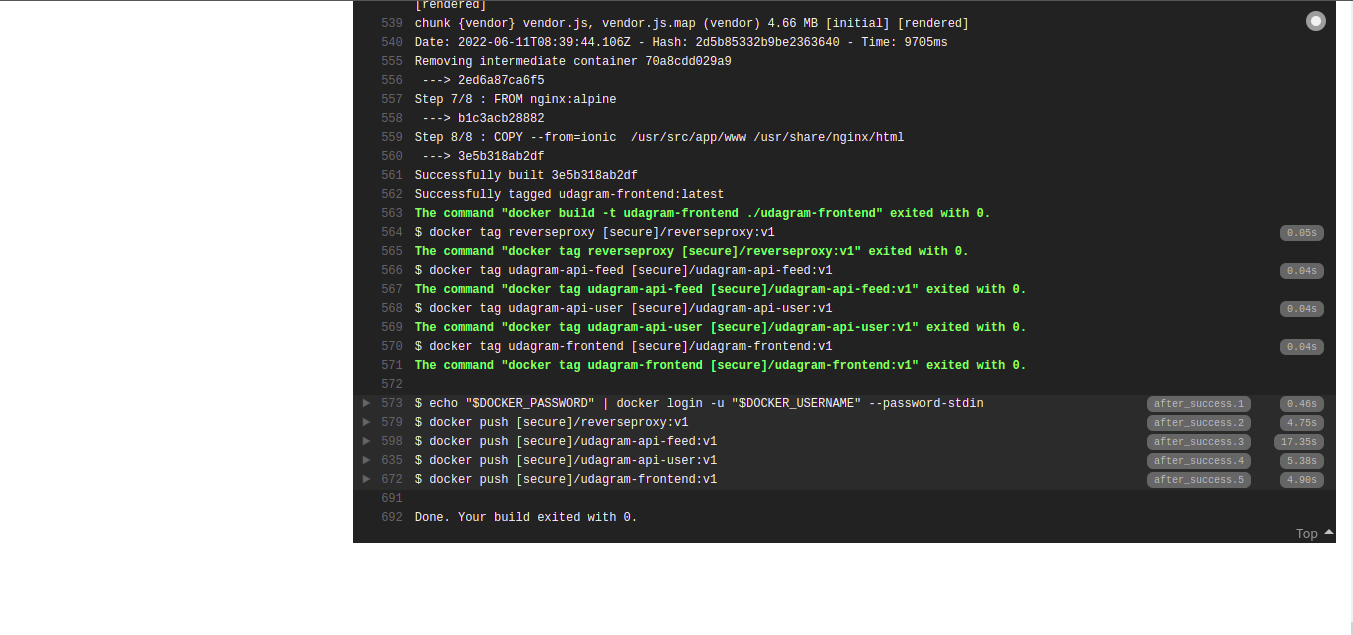 [rendered]
539 chunk {vendor} vendor.js, vendor.js.map (vendor) 4.66 MB [initial] [rendered]
540 Date: 2022-06-11T08:39:44.106Z - Hash: 2d5b85332b9be2363640 - Time: 9705ms
555 Removing intermediate container 70a8cdd029a9
556  ---> 2ed6a87ca6f5
557 Step 7/8 : FROM nginx:alpine
558  ---> b1c3acb28882
559 Step 8/8 : COPY --from=ionic  /usr/src/app/www /usr/share/nginx/html
560  ---> 3e5b318ab2df
561 Successfully built 3e5b318ab2df
562 Successfully tagged udagram-frontend:latest
563 The command "docker build -t udagram-frontend ./udagram-frontend" exited with 0.
564 $ docker tag reverseproxy [secure]/reverseproxy:v1 0.05s
565 The command "docker tag reverseproxy [secure]/reverseproxy:v1" exited with 0.
566 $ docker tag udagram-api-feed [secure]/udagram-api-feed:v1 0.04s
567 The command "docker tag udagram-api-feed [secure]/udagram-api-feed:v1" exited with 0.
568 $ docker tag udagram-api-user [secure]/udagram-api-user:v1 0.04s
569 The command "docker tag udagram-api-user [secure]/udagram-api-user:v1" exited with 0.
570 $ docker tag udagram-frontend [secure]/udagram-frontend:v1 0.04s
571 The command "docker tag udagram-frontend [secure]/udagram-frontend:v1" exited with 0.
572
573 $ echo "$DOCKER_PASSWORD" | docker login -u "$DOCKER_USERNAME" --password-stdin after_success.1 0.46s
579 $ docker push [secure]/reverseproxy:v1 after_success.2 4.75s
598 $ docker push [secure]/udagram-api-feed:v1 after_success.3 17.35s
635 $ docker push [secure]/udagram-api-user:v1 after_success.4 5.38s
672 $ docker push [secure]/udagram-frontend:v1 after_success.5 4.90s
691
692 Done. Your build exited with 0.
Top